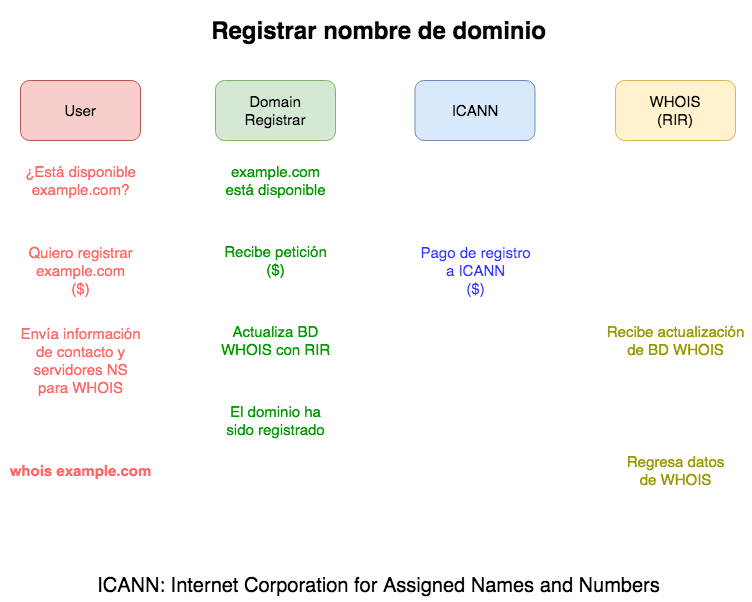 Registrar nombre de dominio
User
Domain
Registrar
ICANN
WHOIS
(RIR)
¿Está disponible
example.com?
example.com
está disponible
Quiero registrar
example.com
($)
Recibe petición
($)
Pago de registro
a ICANN
($)
Envía información
de contacto y
servidores NS
para WHOIS
Actualiza BD
WHOIS con RIR
Recibe actualización
de BD WHOIS
El dominio ha
sido registrado
whois example.com
Regresa datos
de WHOIS
ICANN: Internet Corporation for Assigned Names and Numbers